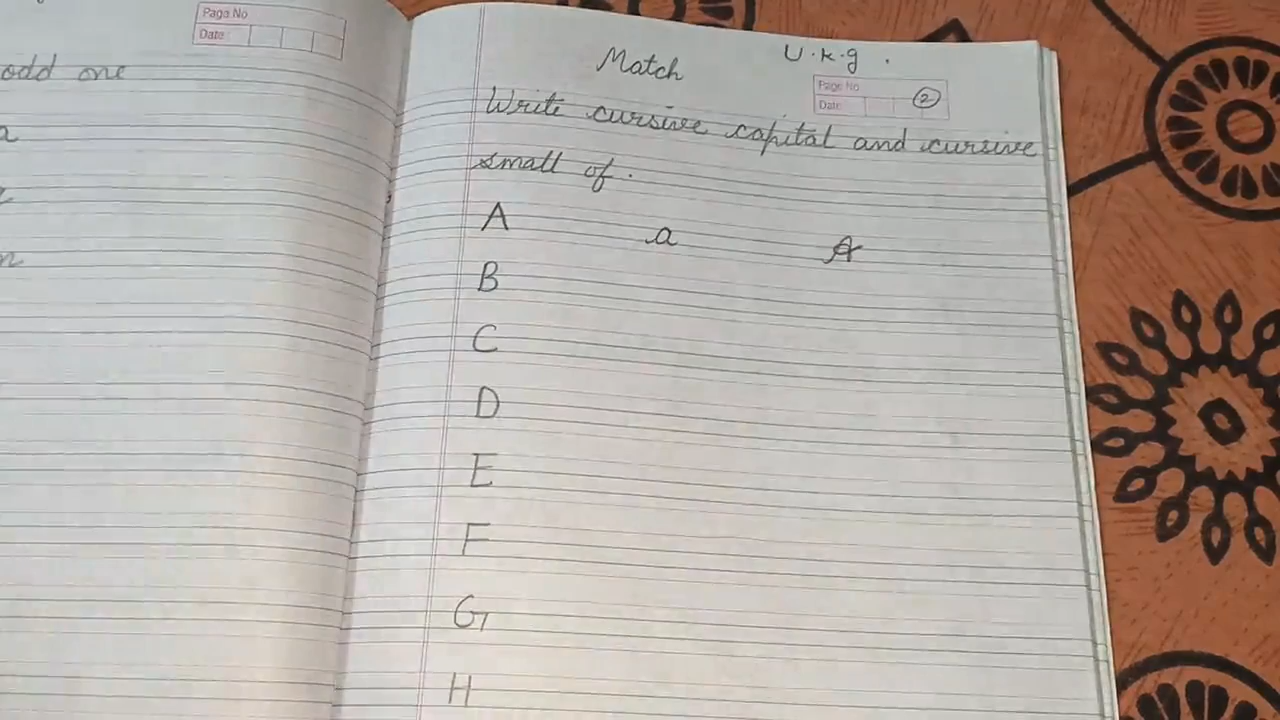 Page No
Date:
odd one
a
n
Match
U.k.g.
Page No
Date:
2
Write cursive capital and cursive
small of.
A a A
B
C
D
E
F
G
H